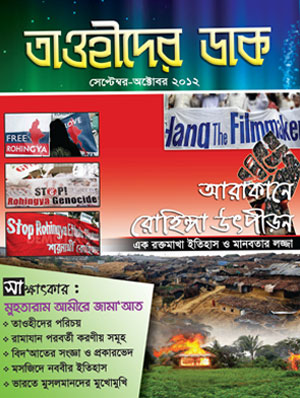 তাওহীদের ডাক
সেপ্টেম্বর-অক্টোবর ২০১২
FREE
ROHINGYA
Hang The Filmmaker
STOP!
Rohingya Genocide
Stop Rohingya
আরাকানে
রোহিঙ্গা উৎপীড়ন
এক রক্তমাখা ইতিহাস ও মানবতার লজ্জা
সাক্ষাৎকার :
মুহতারাম আমীরে জামা‘আত
তাওহীদের পরিচয়
রামাযান পরবর্তী করণীয় সমূহ
বিদ‘আতের সংজ্ঞা ও প্রকারভেদ
মসজিদে নববীর ইতিহাস
ভারতে মুসলমানদের মুখোমুখি